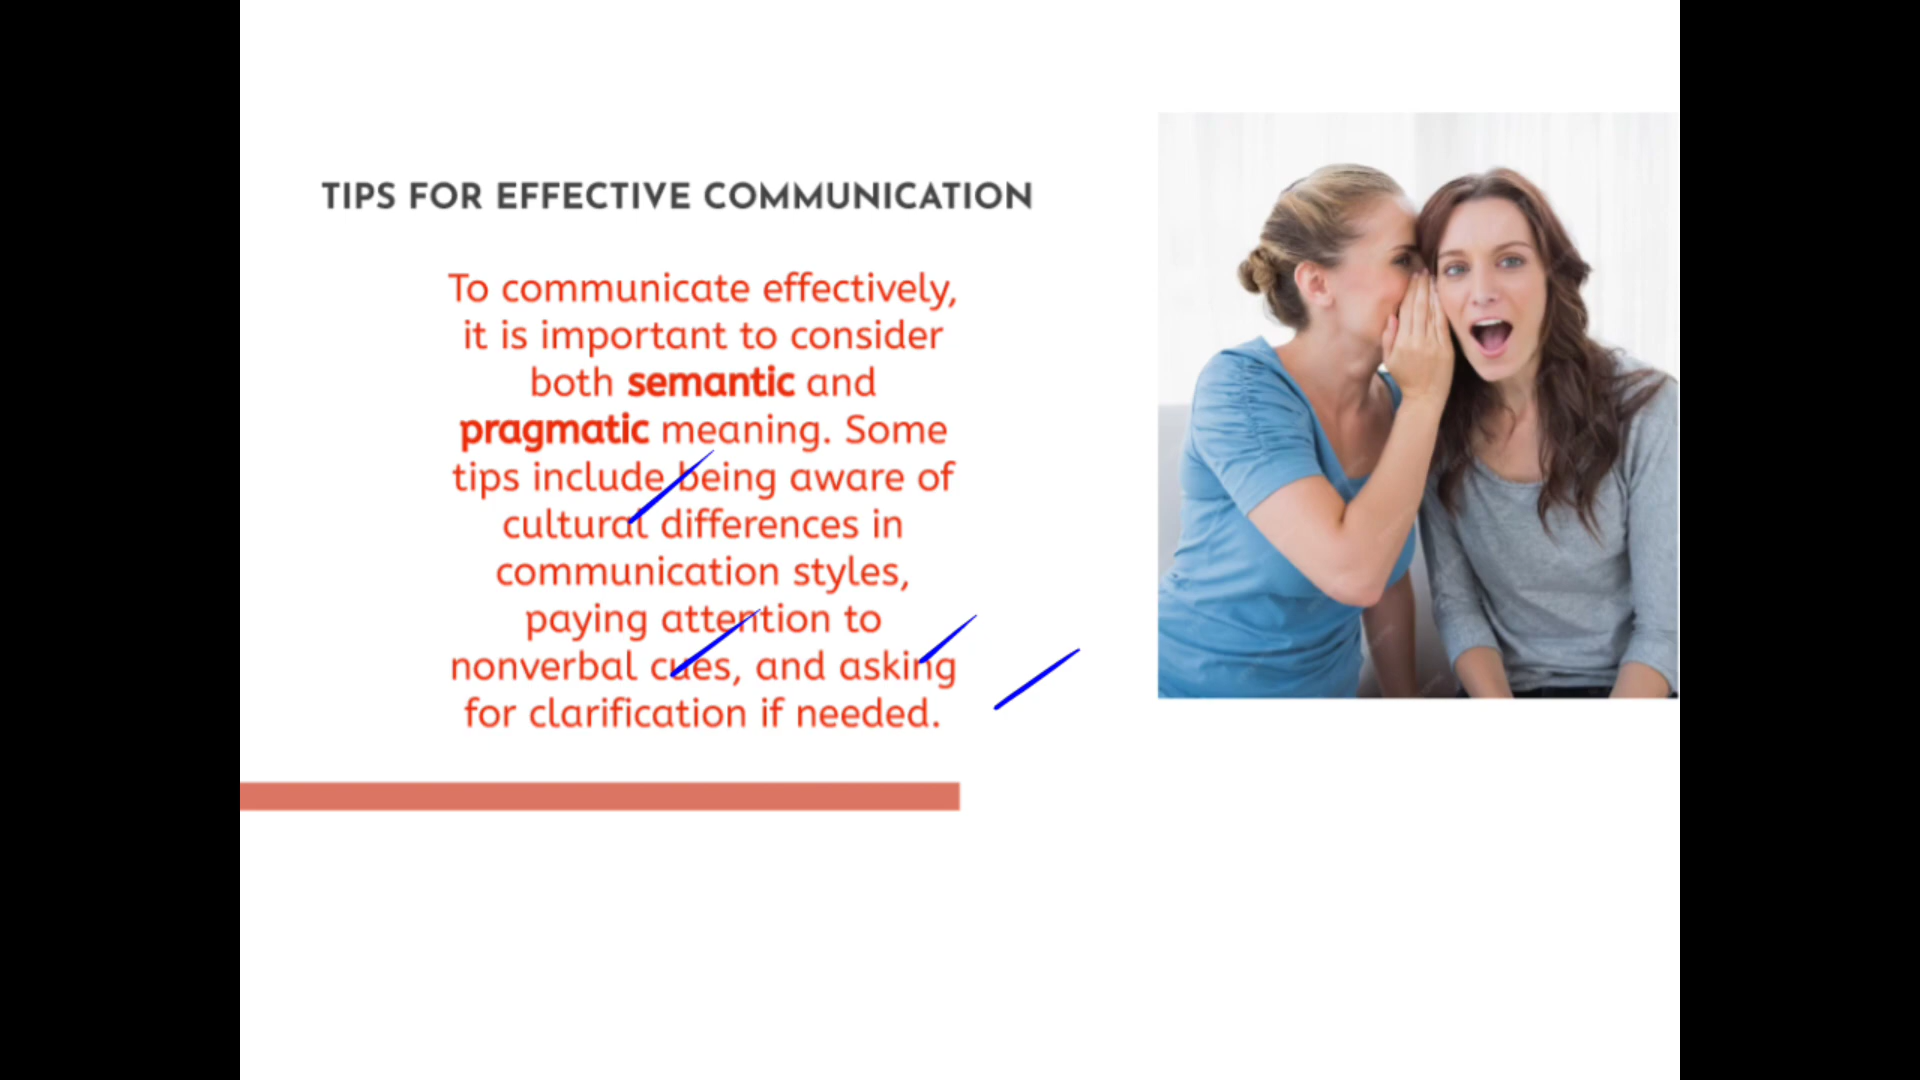 TIPS FOR EFFECTIVE COMMUNICATION
To communicate effectively,
it is important to consider
both semantic and
pragmatic meaning. Some
tips include being aware of
cultural differences in
communication styles,
paying attention to
nonverbal cues, and asking
for clarification if needed.